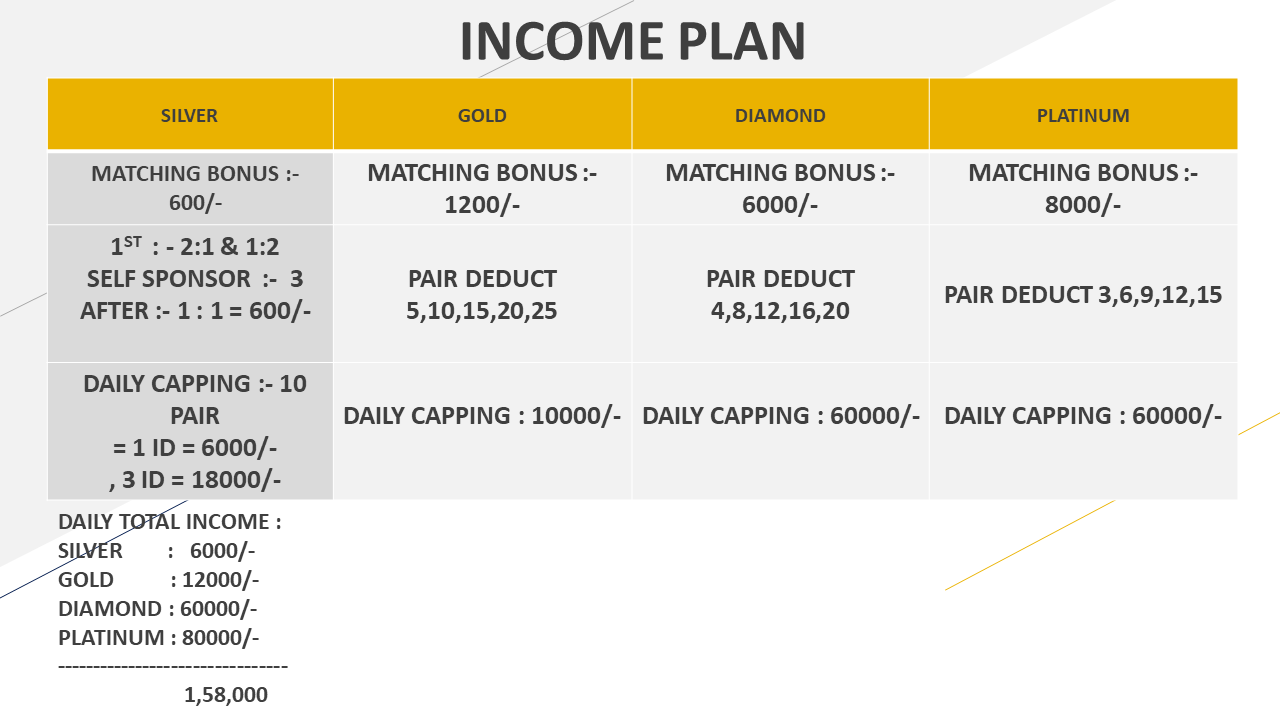 INCOME PLAN
SILVER
GOLD
DIAMOND
PLATINUM
MATCHING BONUS :-
600/-
MATCHING BONUS :-
1200/-
MATCHING BONUS :-
6000/-
MATCHING BONUS :-
8000/-
1ST : - 2:1 & 1:2
SELF SPONSOR :- 3
AFTER :- 1 : 1 = 600/-
PAIR DEDUCT
5,10,15,20,25
PAIR DEDUCT
4,8,12,16,20
PAIR DEDUCT 3,6,9,12,15
DAILY CAPPING :- 10
PAIR
= 1 ID = 6000/-
, 3 ID = 18000/-
DAILY CAPPING : 10000/-
DAILY CAPPING : 60000/-
DAILY CAPPING : 60000/-
DAILY TOTAL INCOME :
SILVER : 6000/-
GOLD : 12000/-
DIAMOND : 60000/-
PLATINUM : 80000/-
--------------------------------
1,58,000